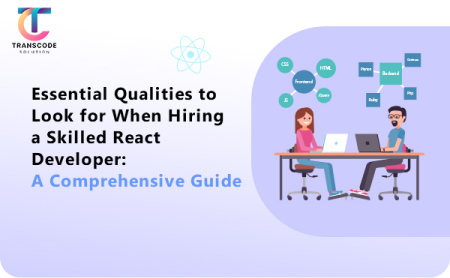 TRANSCODE
SOLUTION
Essential Qualities to
Look for When Hiring
a Skilled React
Developer:
A Comprehensive Guide
CSS
HTML
Frontend
JS
Backend
Ruby